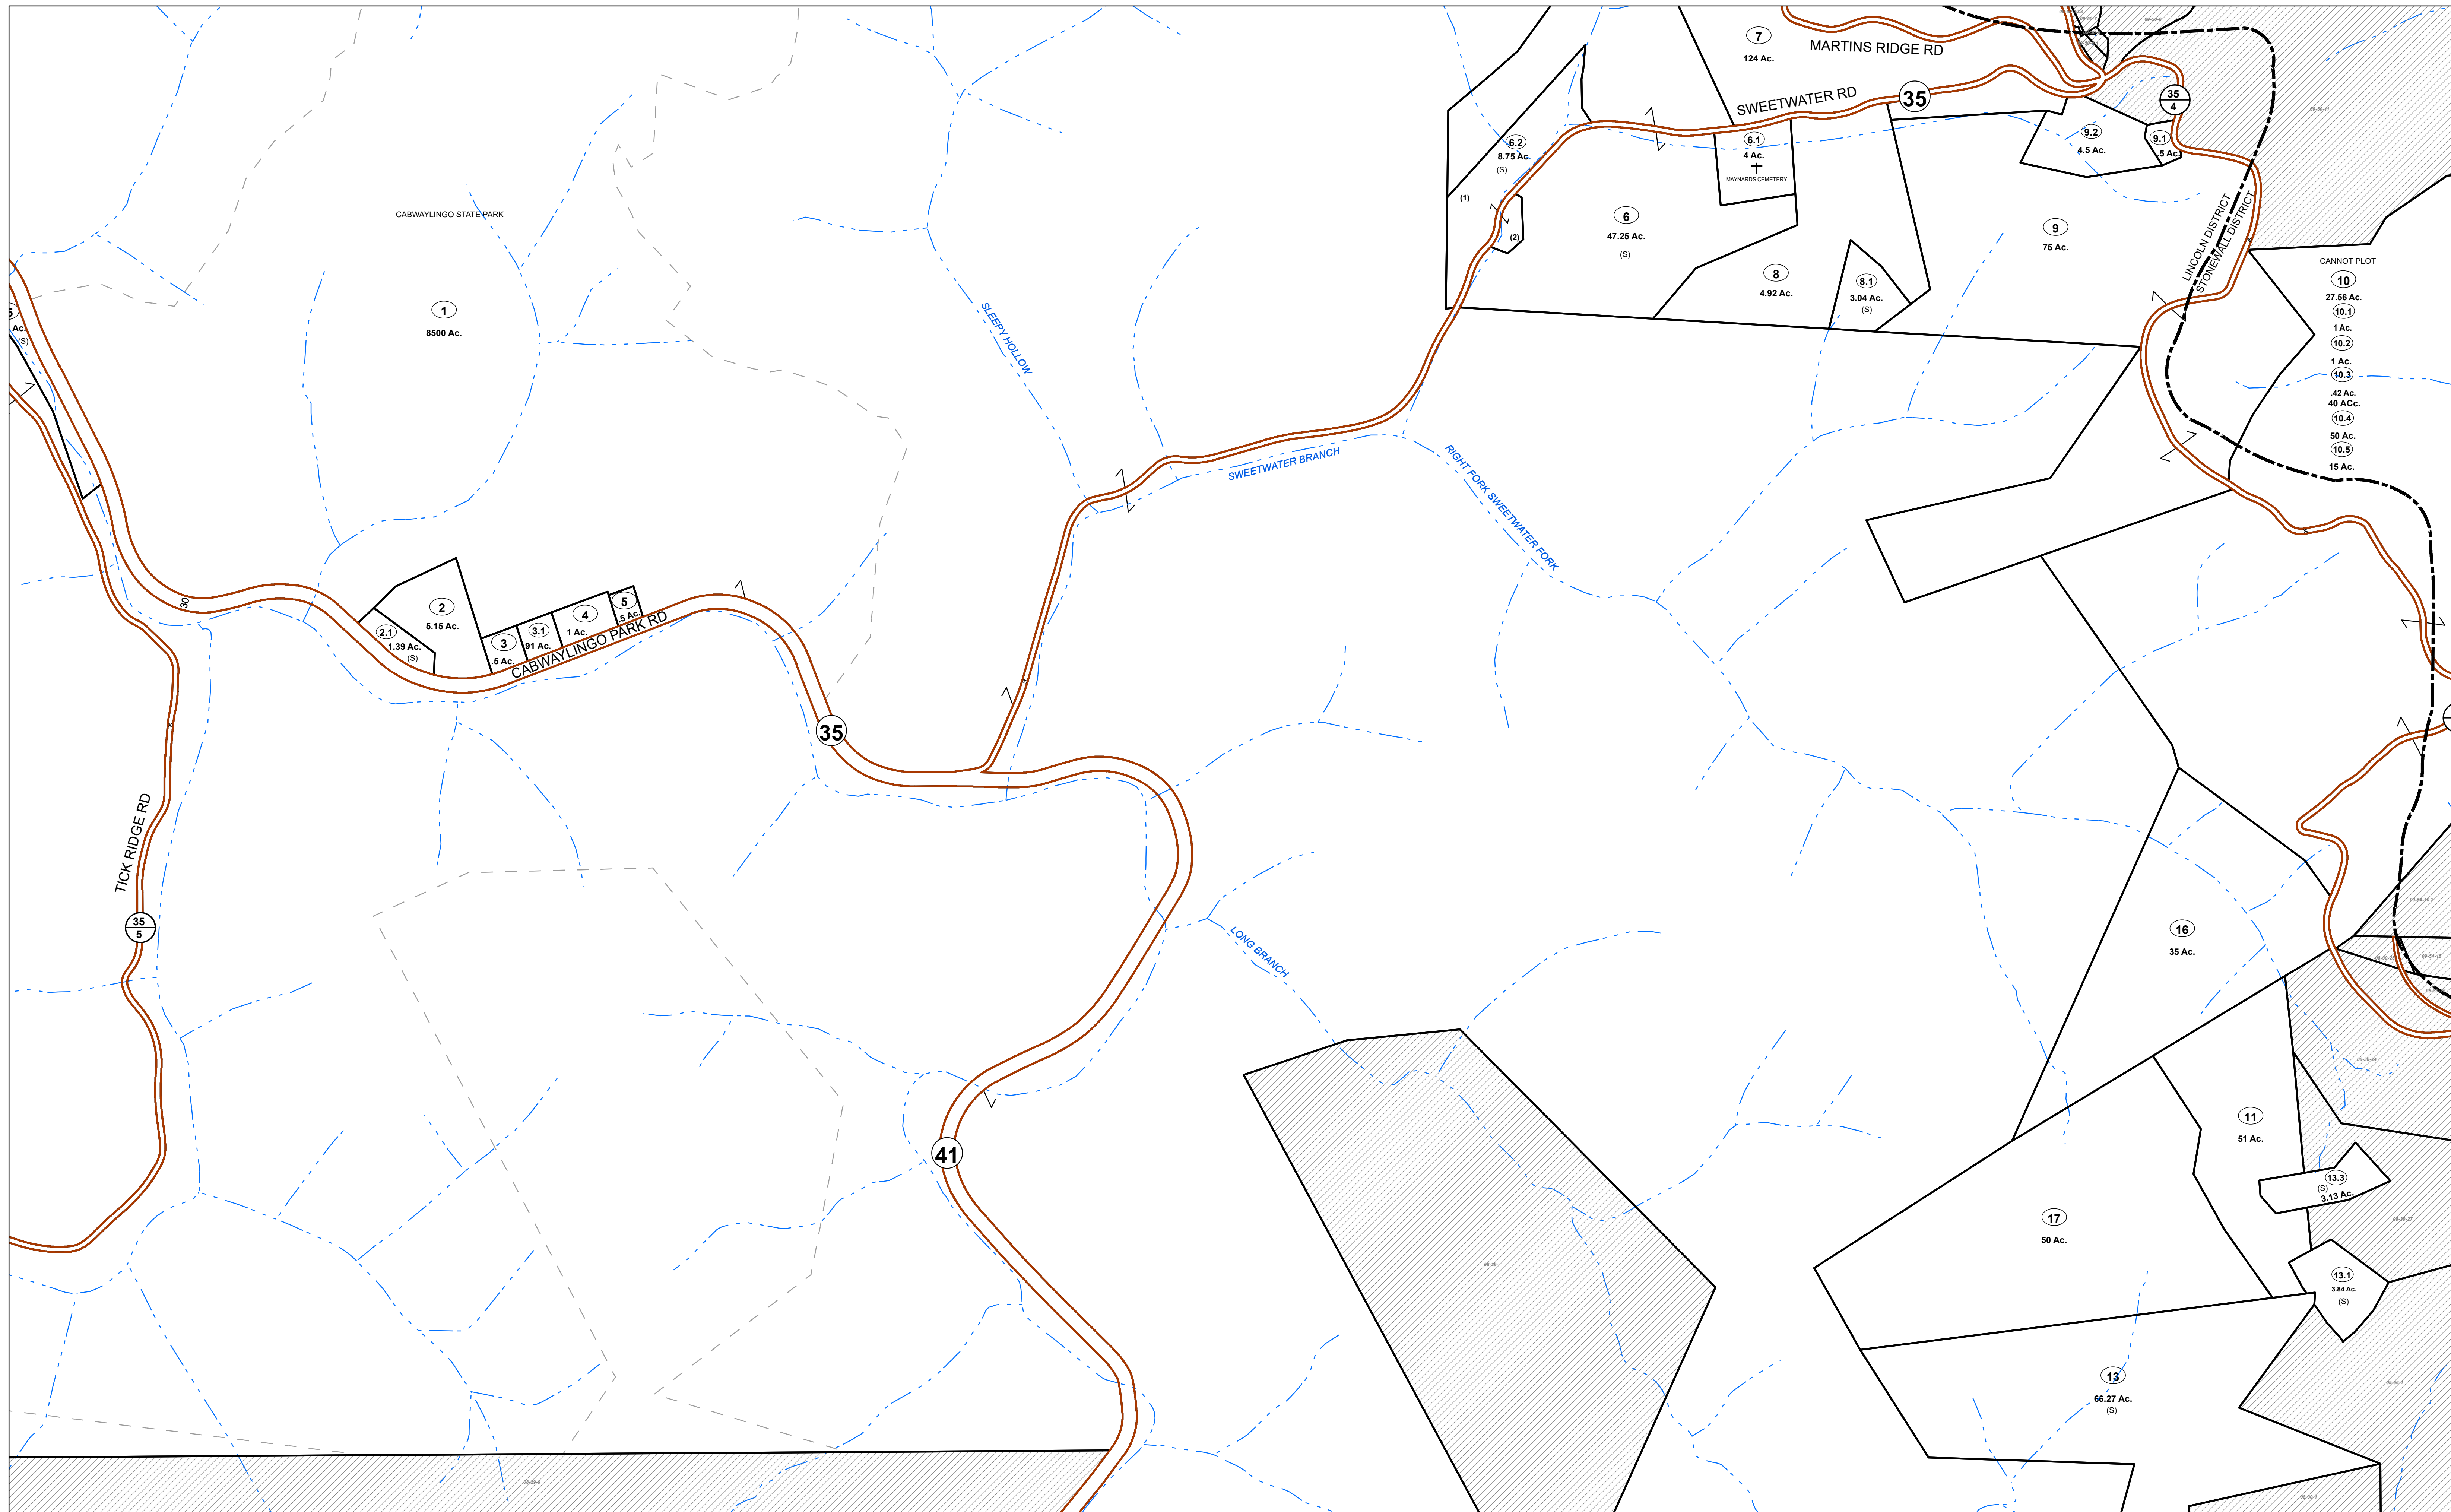 7
124 Ac.
MARTINS RIDGE RD
SWEETWATER RD
35
35
4
6.2
8.75 Ac.
(S)
(1)
(2)
6.1
4 Ac.
MAYNARDS CEMETERY
9.2
4.5 Ac.
9.1
.5 Ac.
6
47.25 Ac.
(S)
9
75 Ac.
8
4.92 Ac.
8.1
3.04 Ac.
(S)
LINCOLN DISTRICT
STONEWALL DISTRICT
CANNOT PLOT
10
27.56 Ac.
10.1
1 Ac.
10.2
1 Ac.
10.3
.42 Ac.
40 ACc.
10.4
50 Ac.
10.5
15 Ac.
CABWAYLINGO STATE PARK
1
8500 Ac.
Ac.
(S)
SLEEPY HOLLOW
SWEETWATER BRANCH
RIGHT FORK SWEETWATER FORK
30
2
5.15 Ac.
2.1
1.39 Ac.
(S)
3
.5 Ac.
3.1
.91 Ac.
4
1 Ac.
5
.5 Ac.
CABWAYLINGO PARK RD
35
TICK RIDGE RD
35
5
LONG BRANCH
41
16
35 Ac.
11
51 Ac.
13.3
(S)
3.13 Ac.
17
50 Ac.
13.1
3.84 Ac.
(S)
13
66.27 Ac.
(S)